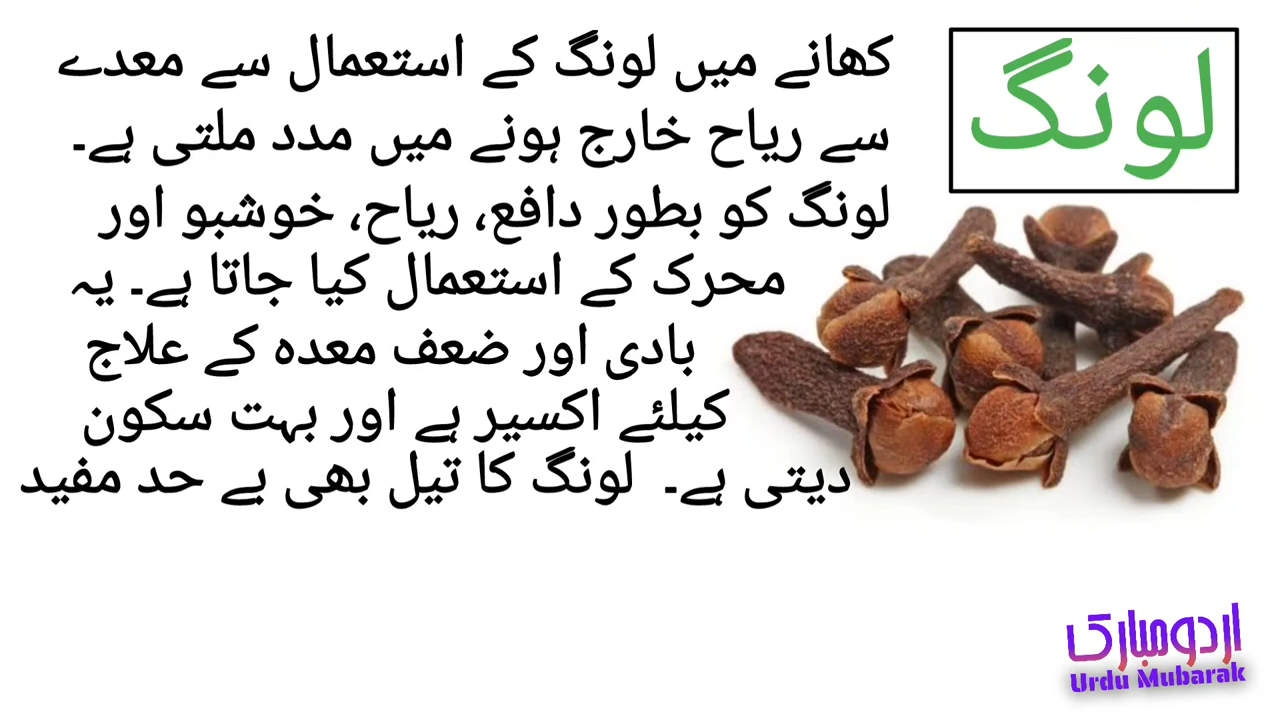 لونگ
کھانے میں لونگ کے استعمال سے معدے
سے ریاح خارج ہونے میں مدد ملتی ہے۔
لونگ کو بطور دافع، ریاح، خوشبو اور
محرک کے استعمال کیا جاتا ہے۔ یہ
بادی اور ضعف معدہ کے علاج
کیلئے اکسیر ہے اور بہت سکون
دیتی ہے۔ لونگ کا تیل بھی بے حد مفید
اردو مبارک
Urdu Mubarak